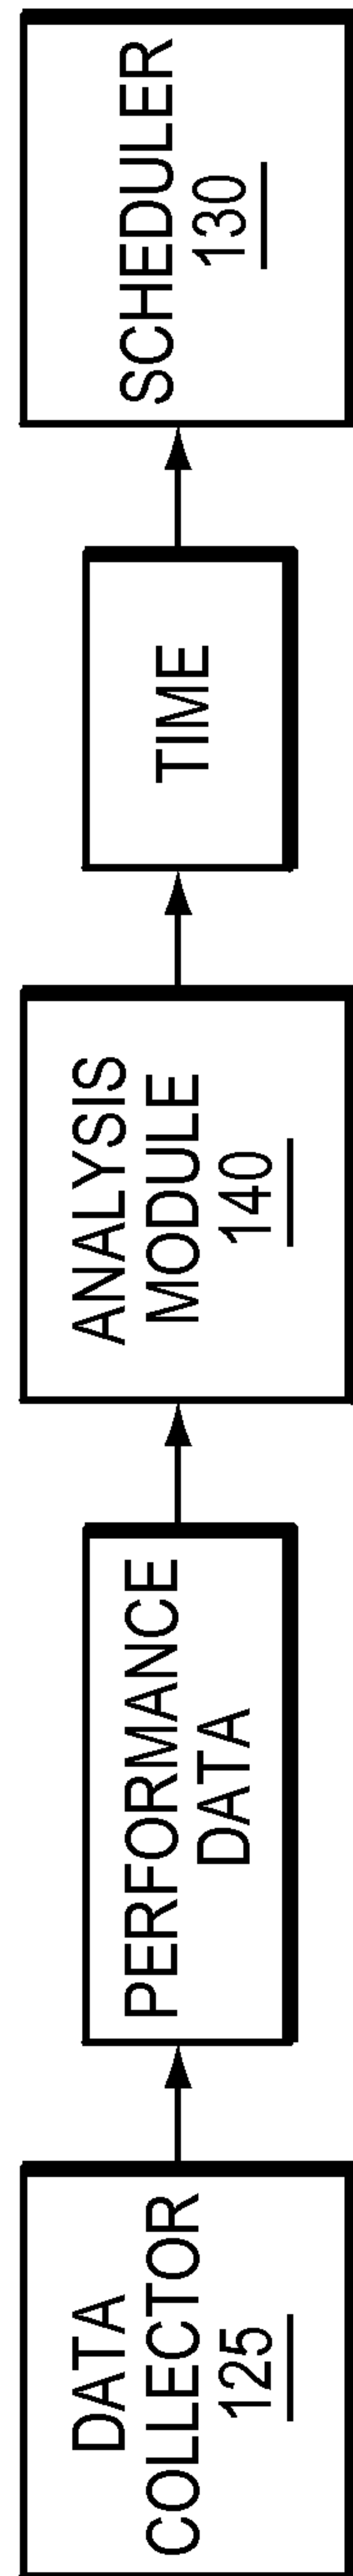 DATA
COLLECTOR
125
PERFORMANCE
DATA
ANALYSIS
MODULE
140
TIME
SCHEDULER
130